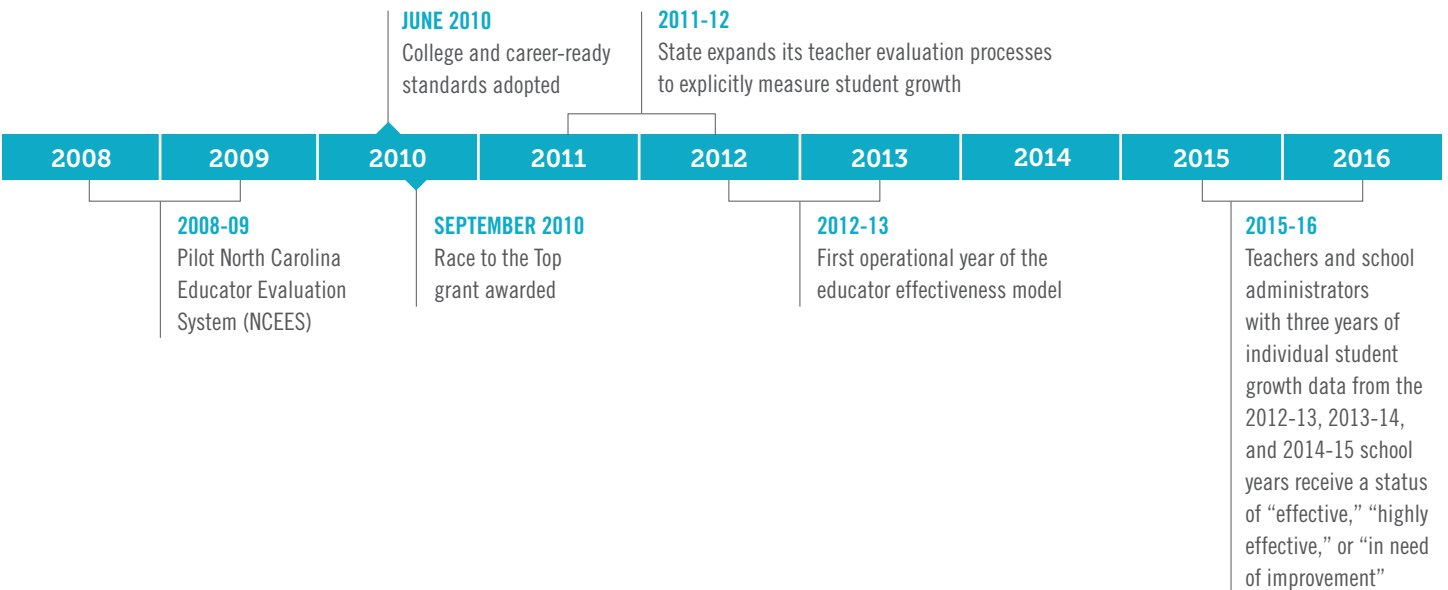 JUNE 2010
College and career-ready
standards adopted
2011-12
State expands its teacher evaluation processes
to explicitly measure student growth
2008 2009 2010 2011 2012 2013 2014 2015 2016
2008-09
Pilot North Carolina
Educator Evaluation
System (NCEES)
SEPTEMBER 2010
Race to the Top
grant awarded
2012-13
First operational year of the
educator effectiveness model
2015-16
Teachers and school
administrators
with three years of
individual student
growth data from the
2012-13, 2013-14,
and 2014-15 school
years receive a status
of “effective,” “highly
effective,” or “in need
of improvement”